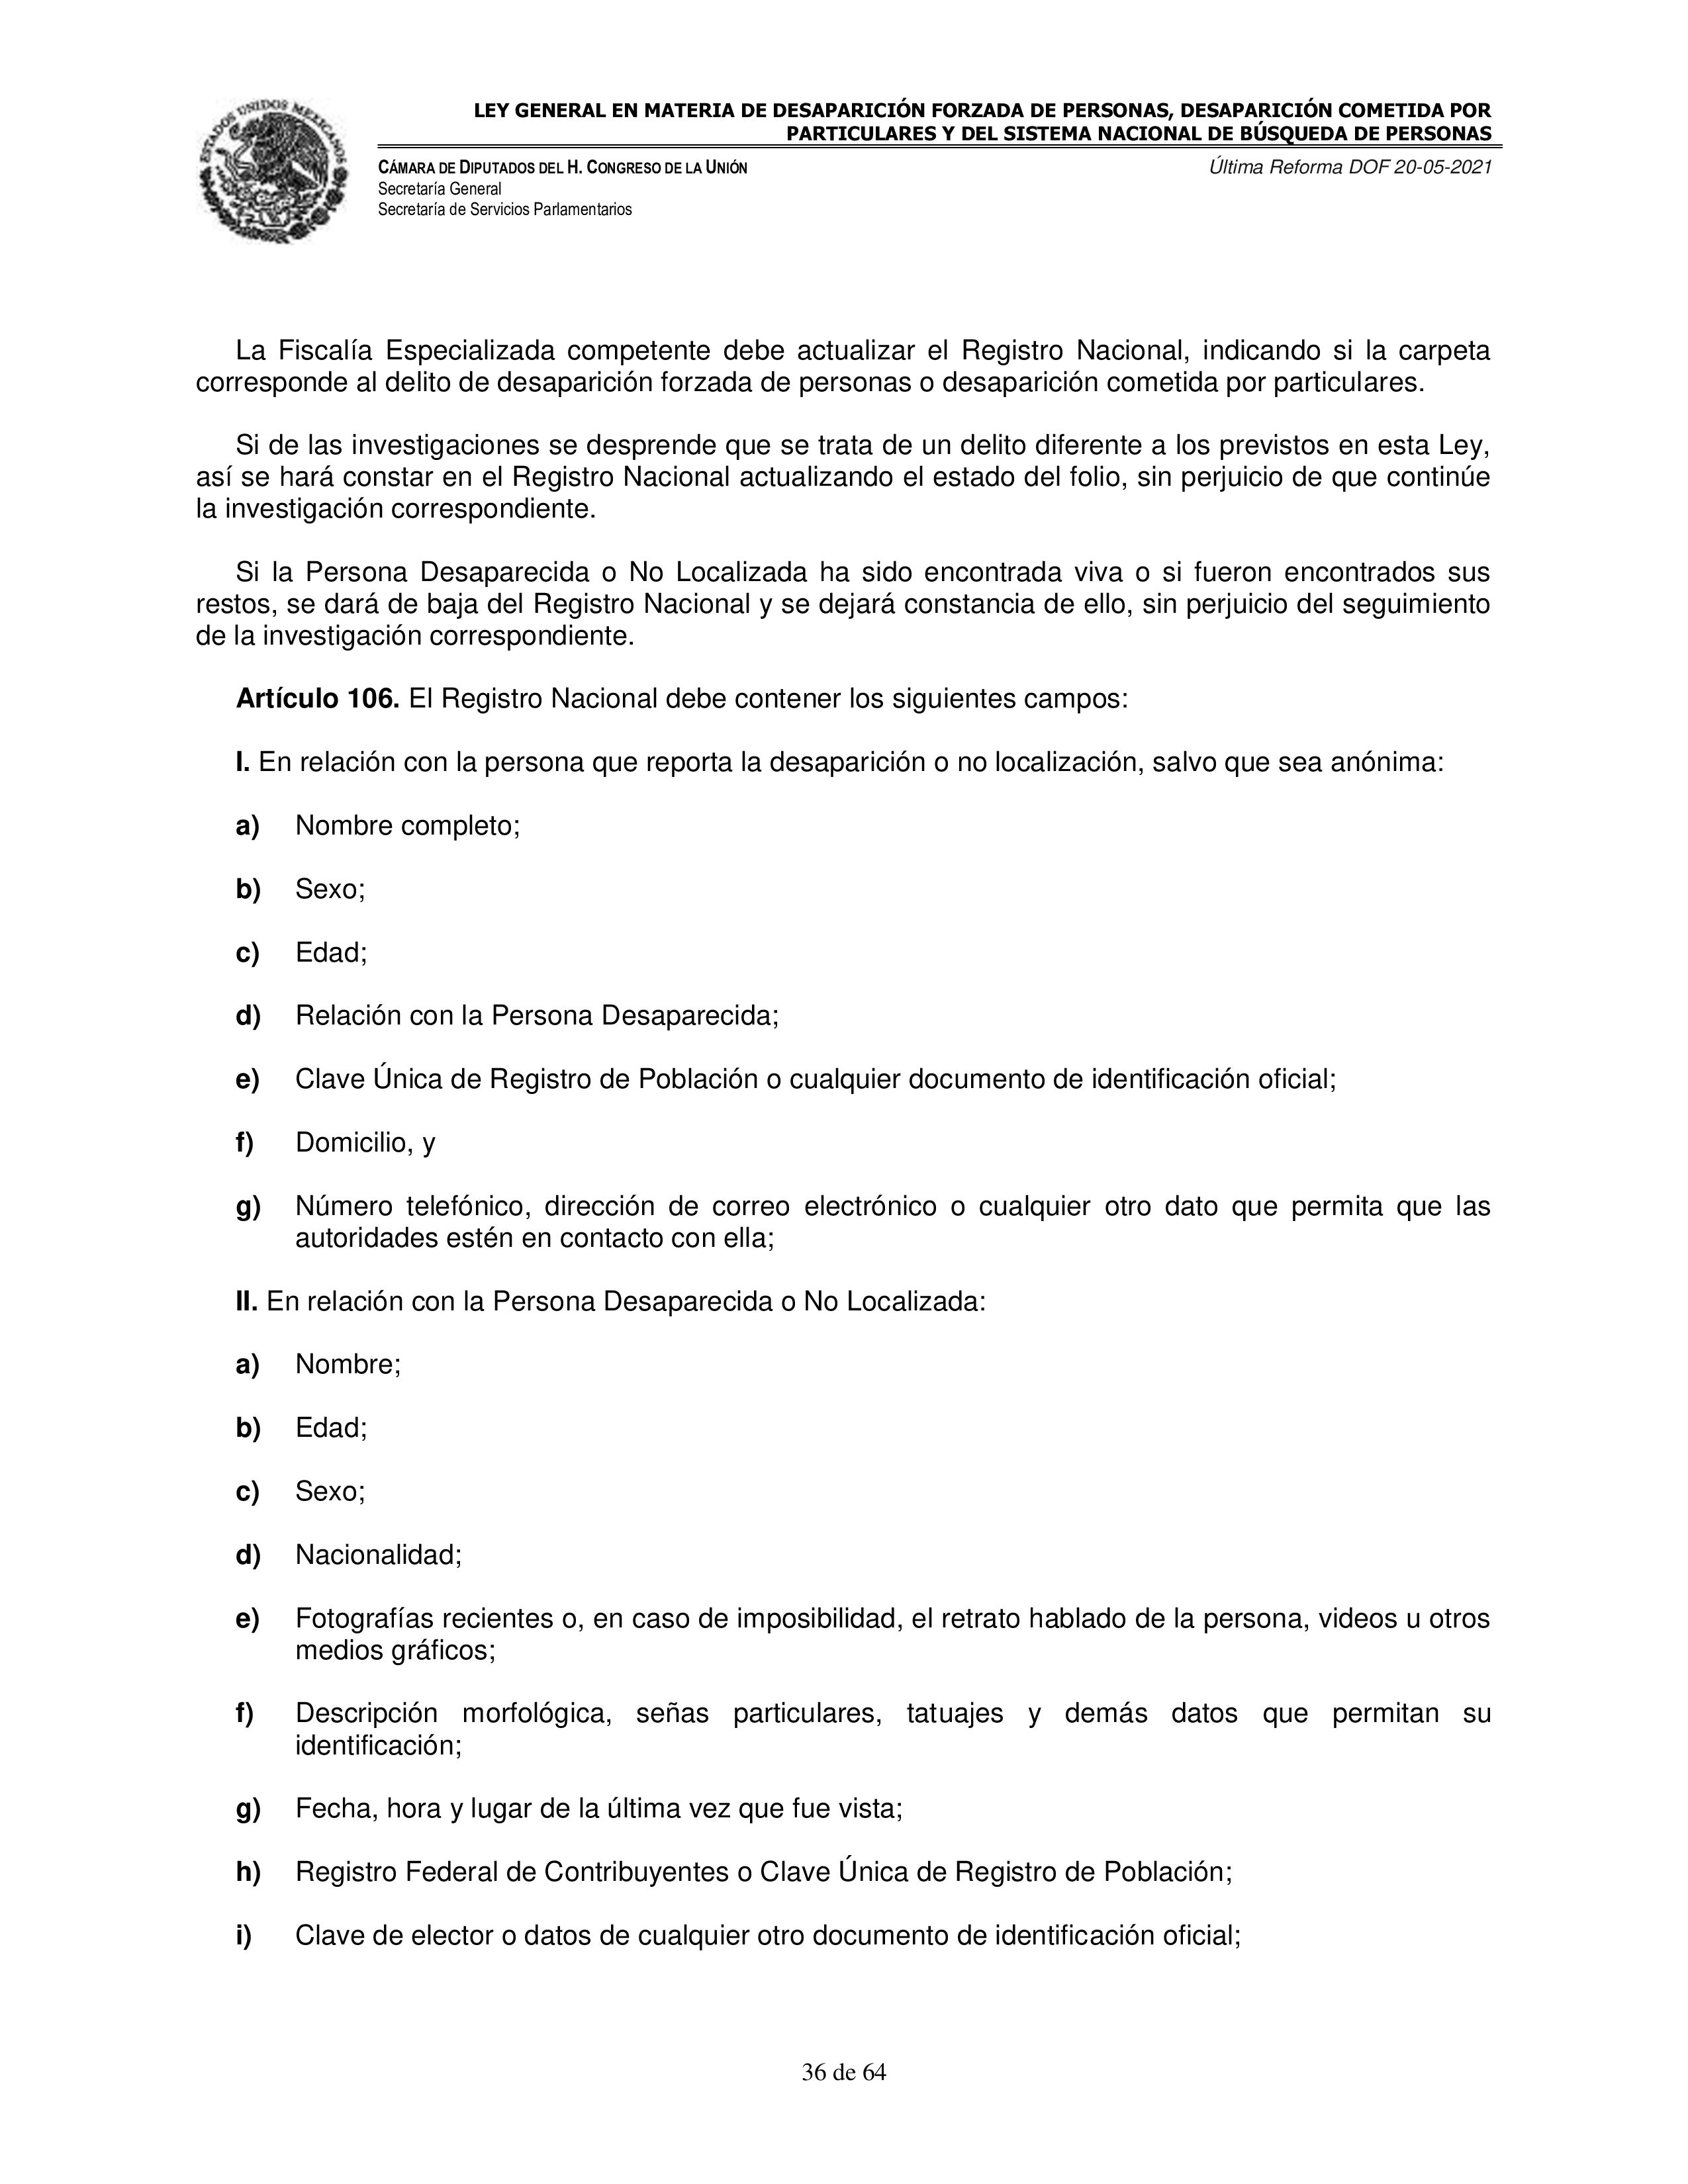 ESTADOS UNIDOS MEXICANOS
LEY GENERAL EN MATERIA DE DESAPARICIÓN FORZADA DE PERSONAS, DESAPARICIÓN COMETIDA POR
PARTICULARES Y DEL SISTEMA NACIONAL DE BÚSQUEDA DE PERSONAS
CÁMARA DE DIPUTADOS DEL H. CONGRESO DE LA UNIÓN
Última Reforma DOF 20-05-2021
Secretaría General
Secretaría de Servicios Parlamentarios
La Fiscalía Especializada competente debe actualizar el Registro Nacional, indicando si la carpeta
corresponde al delito de desaparición forzada de personas o desaparición cometida por particulares.
Si de las investigaciones se desprende que se trata de un delito diferente a los previstos en esta Ley,
así se hará constar en el Registro Nacional actualizando el estado del folio, sin perjuicio de que continúe
la investigación correspondiente.
Si la Persona Desaparecida o No Localizada ha sido encontrada viva o si fueron encontrados sus
restos, se dará de baja del Registro Nacional y se dejará constancia de ello, sin perjuicio del seguimiento
de la investigación correspondiente.
Artículo 106. El Registro Nacional debe contener los siguientes campos:
I. En relación con la persona que reporta la desaparición o no localización, salvo que sea anónima:
a) Nombre completo;
b) Sexo;
c) Edad;
d) Relación con la Persona Desaparecida;
e) Clave Única de Registro de Población o cualquier documento de identificación oficial;
f) Domicilio, y
g) Número telefónico, dirección de correo electrónico o cualquier otro dato que permita que las
autoridades estén en contacto con ella;
II. En relación con la Persona Desaparecida o No Localizada:
a) Nombre;
b) Edad;
c) Sexo;
d) Nacionalidad;
e) Fotografías recientes o, en caso de imposibilidad, el retrato hablado de la persona, videos u otros
medios gráficos;
f) Descripción morfológica, señas particulares, tatuajes y demás datos que permitan su
identificación;
g) Fecha, hora y lugar de la última vez que fue vista;
h) Registro Federal de Contribuyentes o Clave Única de Registro de Población;
i) Clave de elector o datos de cualquier otro documento de identificación oficial;
36 de 64